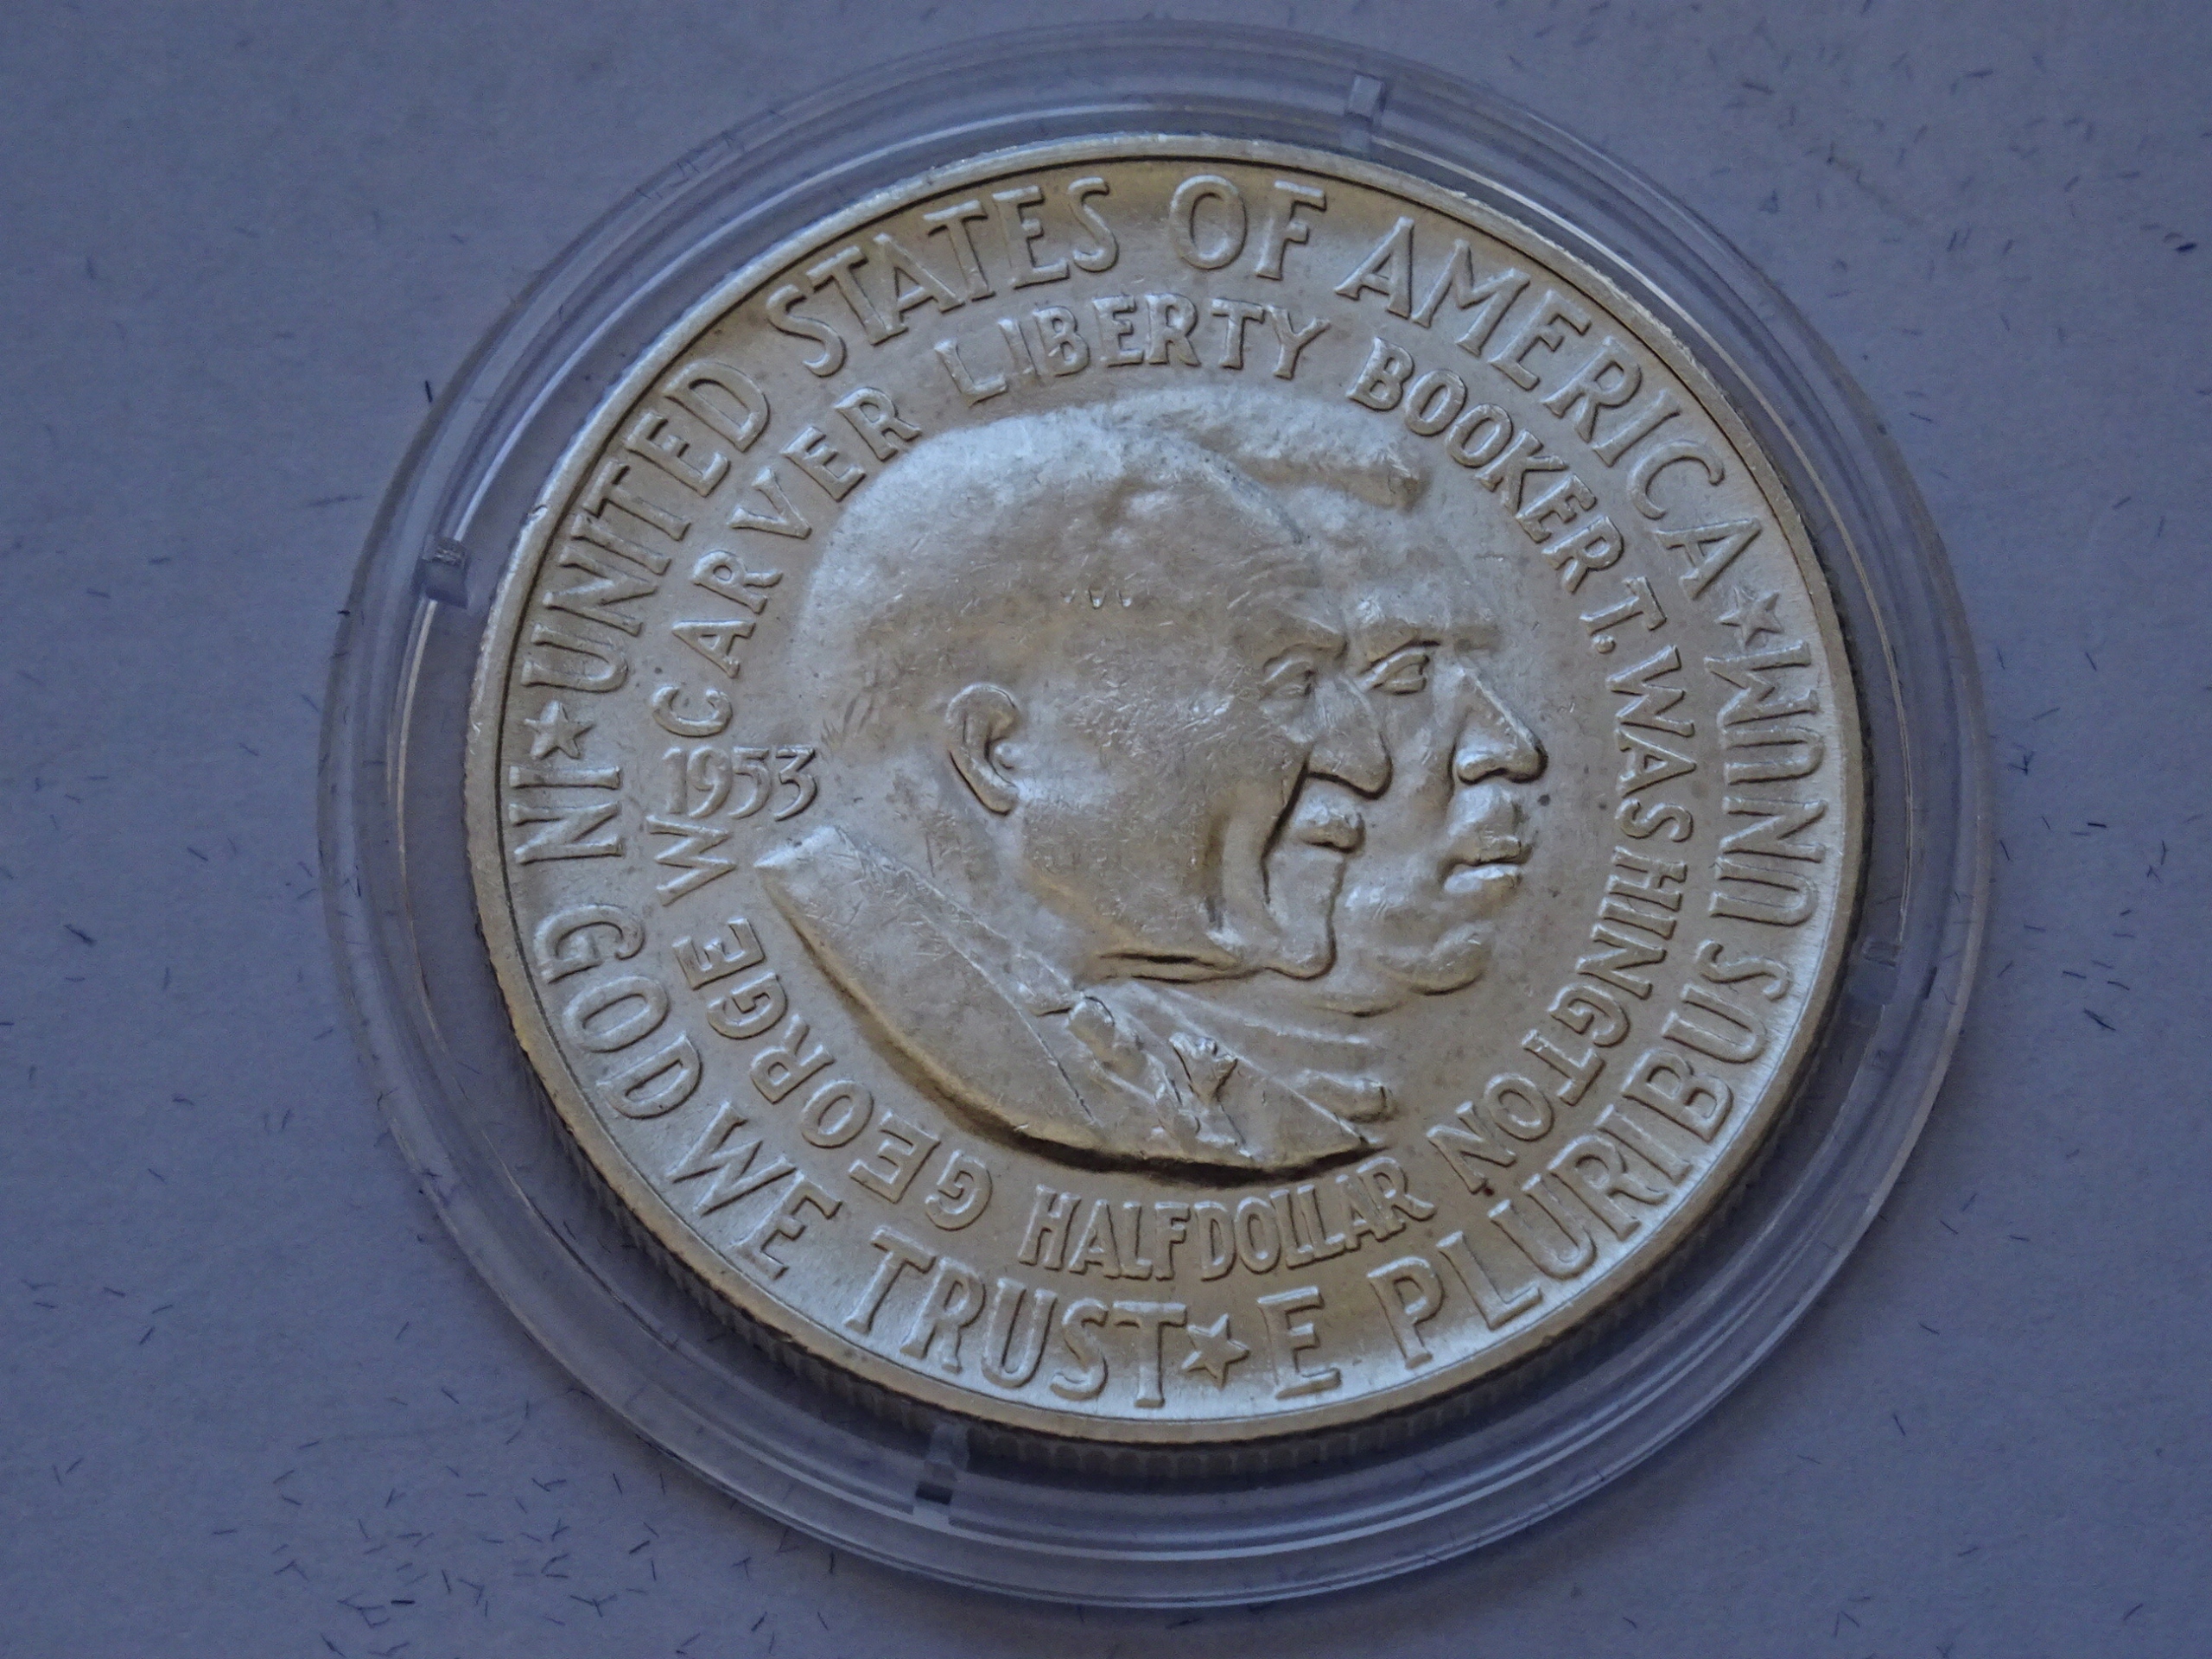 UNITED STATES OF AMERICA
E PLURIBUS UNUM
IN GOD WE TRUST
GEORGE W CARVER
LIBERTY
BOOKER T. WASHINGTON
1953
HALF DOLLAR